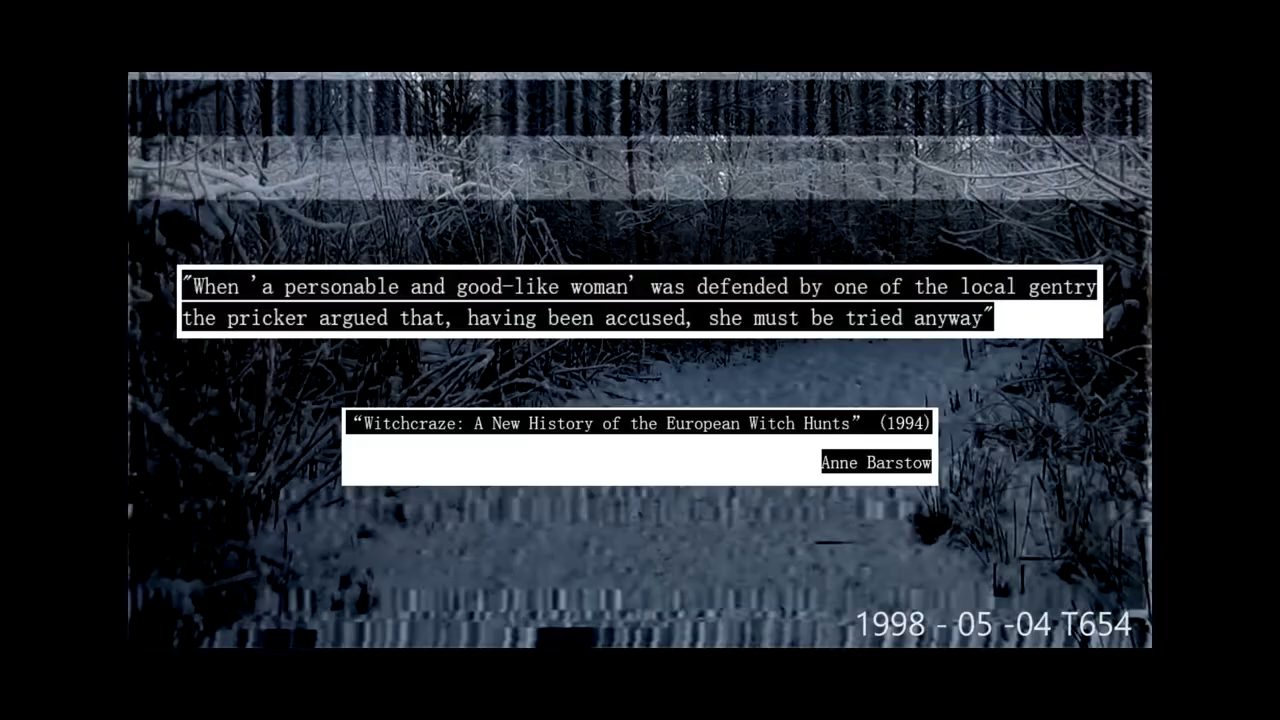 "When 'a personable and good-like woman' was defended by one of the local gentry
the pricker argued that, having been accused, she must be tried anyway"
“Witchcraze: A New History of the European Witch Hunts” (1994)
Anne Barstow
1998 - 05 -04 T654